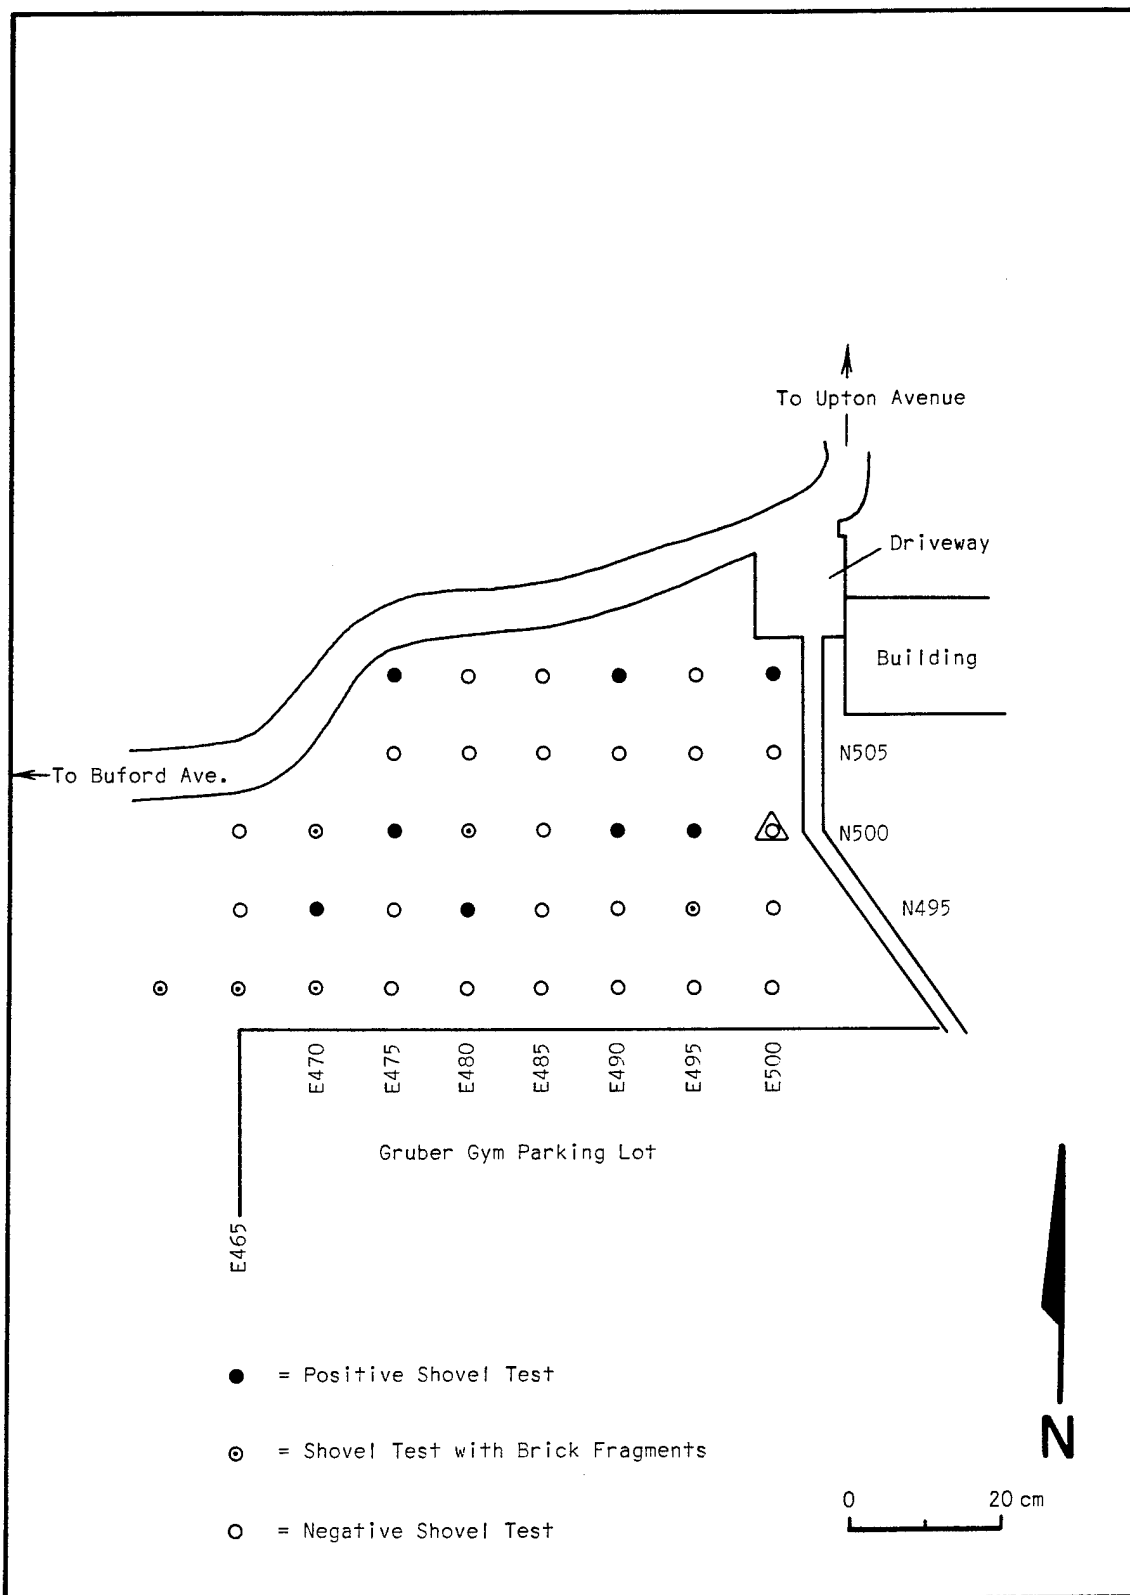 To Upton Avenue
Driveway
Building
N505
To Buford Ave.
N500
N495
E470
E475
E480
E485
E490
E495
E500
Gruber Gym Parking Lot
E465
= Positive Shovel Test
= Shovel Test with Brick Fragments
= Negative Shovel Test
N
0 20 cm